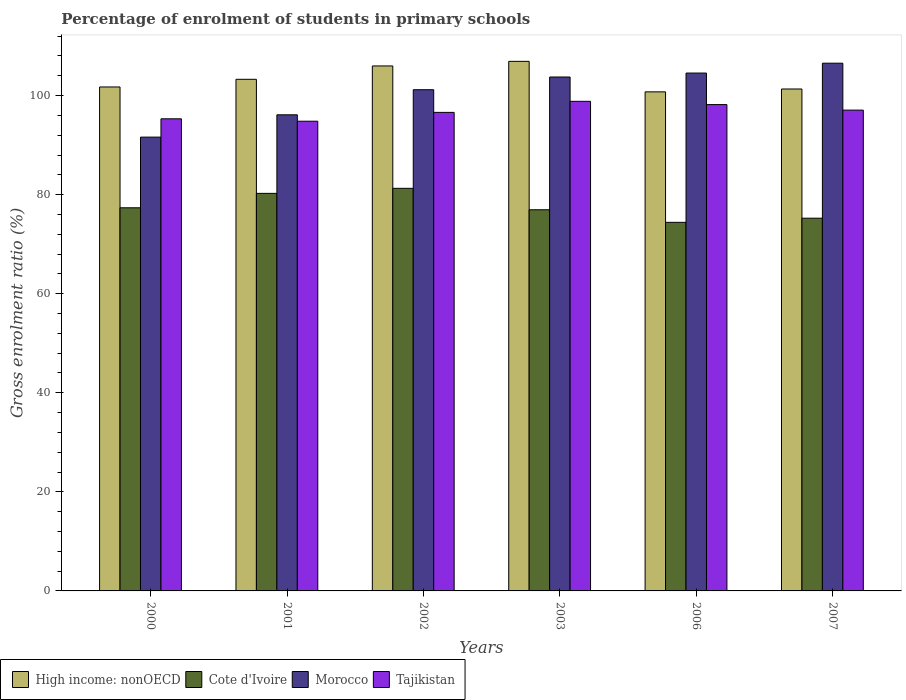 Percentage of enrolment of students in primary schools
Gross enrolment ratio (%)
100
80
60
40
20
0
2000
2001
2002
2003
2006
2007
Years
High income: nonOECD
Cote d'Ivoire
Morocco
Tajikistan